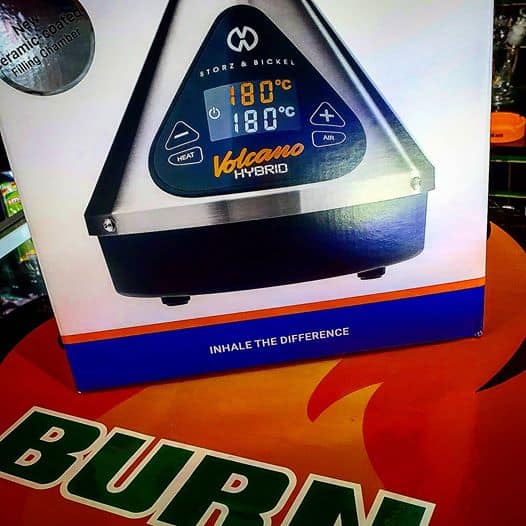 New
Ceramic-coated
Filling Chamber
STORZ & BICKEL
180°C
180°C
HEAT
AIR
Volcano
HYBRID
INHALE THE DIFFERENCE
BURN